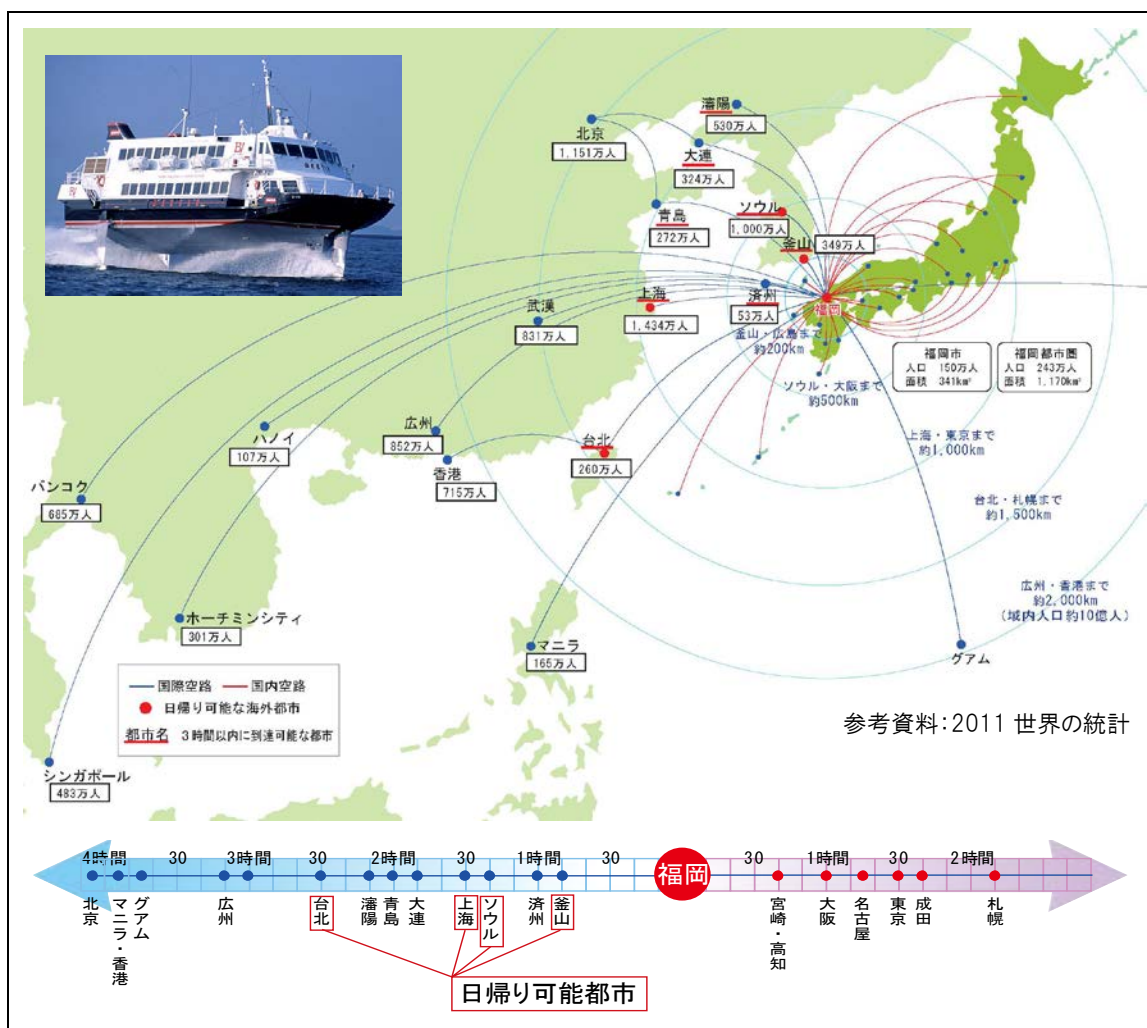 瀋陽
530万人
北京
1,151万人
大連
324万人
青島
272万人
ソウル
1,000万人
釜山
349万人
上海
1,434万人
済州
53万人
福岡
武漢
831万人
釜山・広島まで
約200km
福岡市
人口 150万人
面積 341km²
福岡都市圏
人口 243万人
面積 1,170km²
ソウル・大阪まで
約500km
広州
852万人
ハノイ
107万人
香港
715万人
台北
260万人
上海・東京まで
約1,000km
バンコク
685万人
台北・札幌まで
約1,500km
ホーチミンシティ
301万人
マニラ
165万人
広州・香港まで
約2,000km
(域内人口約10億人)
グアム
国際空路
国内空路
日帰り可能な海外都市
都市名 3時間以内に到達可能な都市
参考資料：2011 世界の統計
シンガポール
483万人
4時間 30 3時間 30 2時間 30 1時間 30 福岡 30 1時間 30 2時間
北京
マニラ・香港
グアム
広州
台北
瀋陽
青島
大連
上海
ソウル
済州
釜山
宮崎・高知
大阪
名古屋
東京
成田
札幌
日帰り可能都市